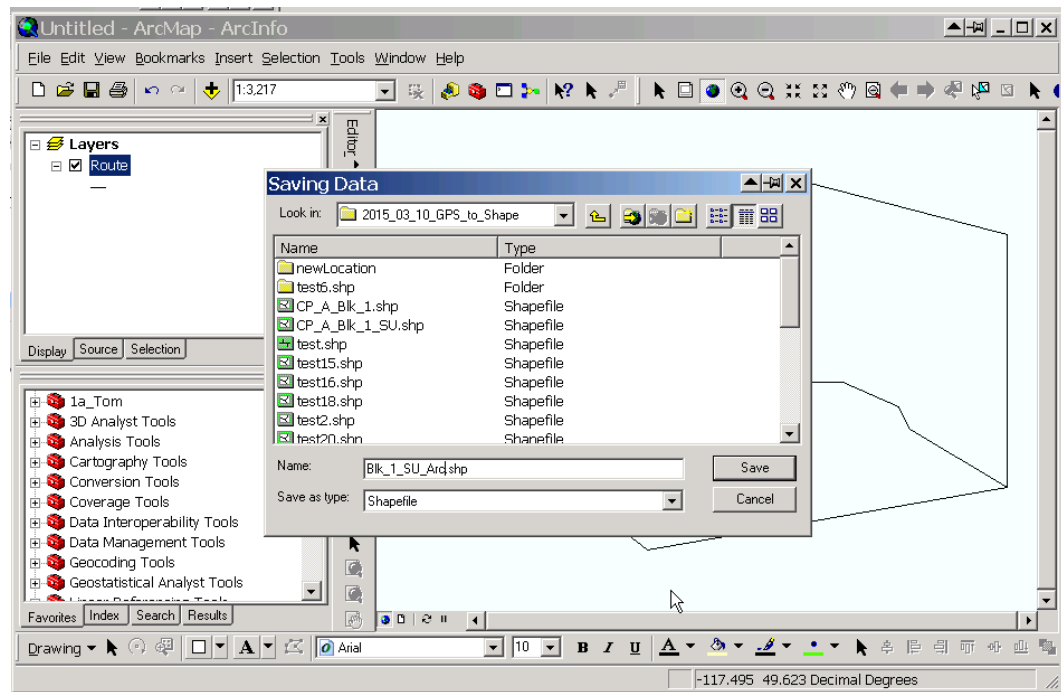 Untitled - ArcMap - ArcInfo
File Edit View Bookmarks Insert Selection Tools Window Help
1:3,217
Layers
Route
Editor
Display Source Selection
1a_Tom
3D Analyst Tools
Analysis Tools
Cartography Tools
Conversion Tools
Coverage Tools
Data Interoperability Tools
Data Management Tools
Geocoding Tools
Geostatistical Analyst Tools
Linear Referencing Tools
Favorites Index Search Results
Saving Data
Look in: 2015_03_10_GPS_to_Shape
Name Type
newLocation Folder
test6.shp Folder
CP_A_Blk_1.shp Shapefile
CP_A_Blk_1_SU.shp Shapefile
test.shp Shapefile
test15.shp Shapefile
test16.shp Shapefile
test18.shp Shapefile
test2.shp Shapefile
test20.shp Shapefile
Name: Blk_1_SU_Arc.shp Save
Save as type: Shapefile Cancel
Drawing A Arial 10 B I U A
-117.495 49.623 Decimal Degrees